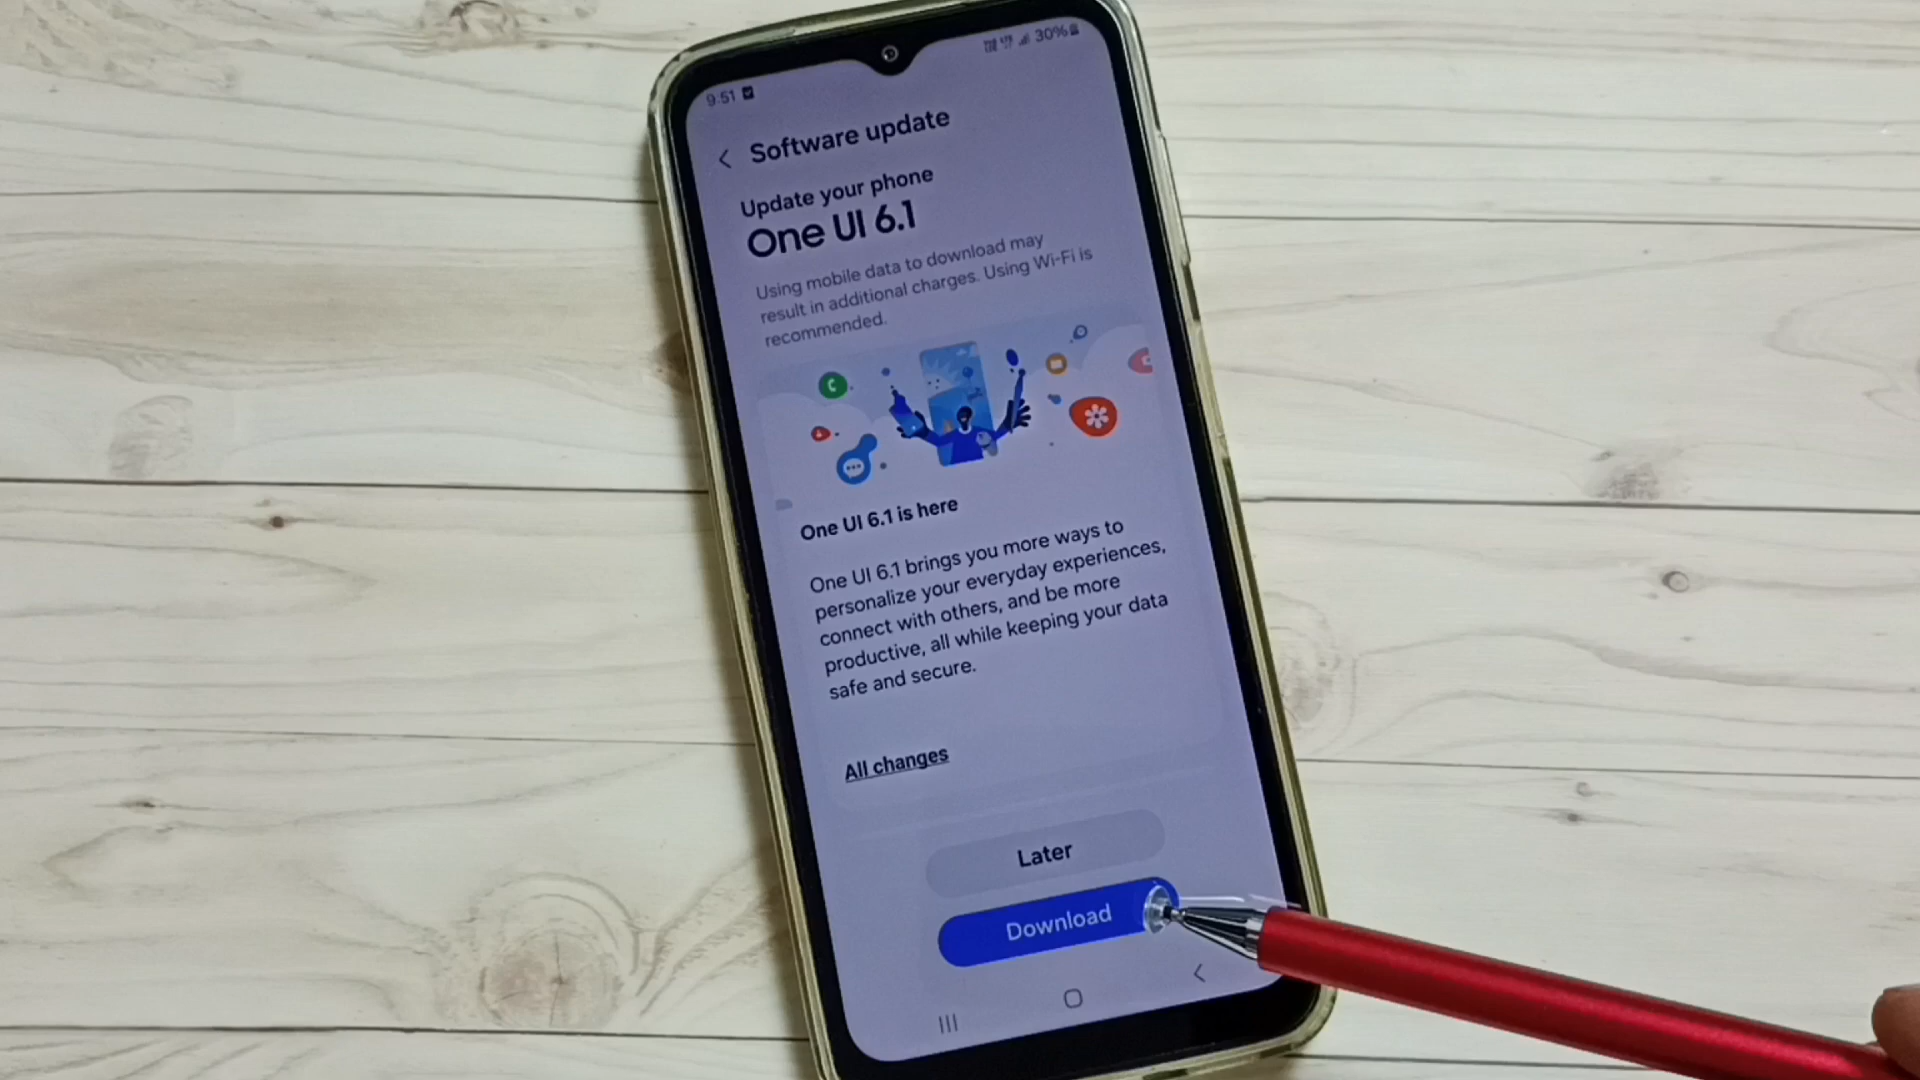 9:51
30%
Software update
Update your phone
One UI 6.1
Using mobile data to download may
result in additional charges. Using Wi-Fi is
recommended.
One UI 6.1 is here
One UI 6.1 brings you more ways to
personalize your everyday experiences,
connect with others, and be more
productive, all while keeping your data
safe and secure.
All changes
Later
Download